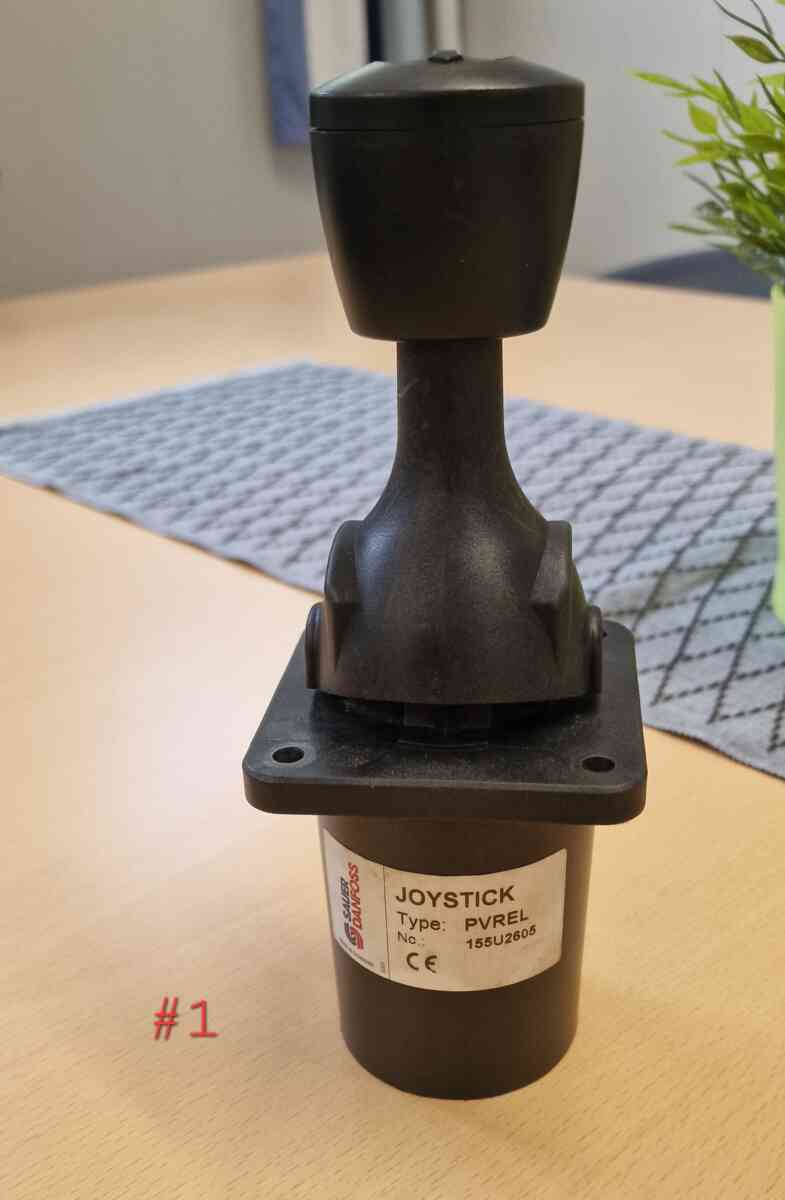 SAUER
DANFOSS
JOYSTICK
Type: PVREL
No.: 155U2605
CE
#1